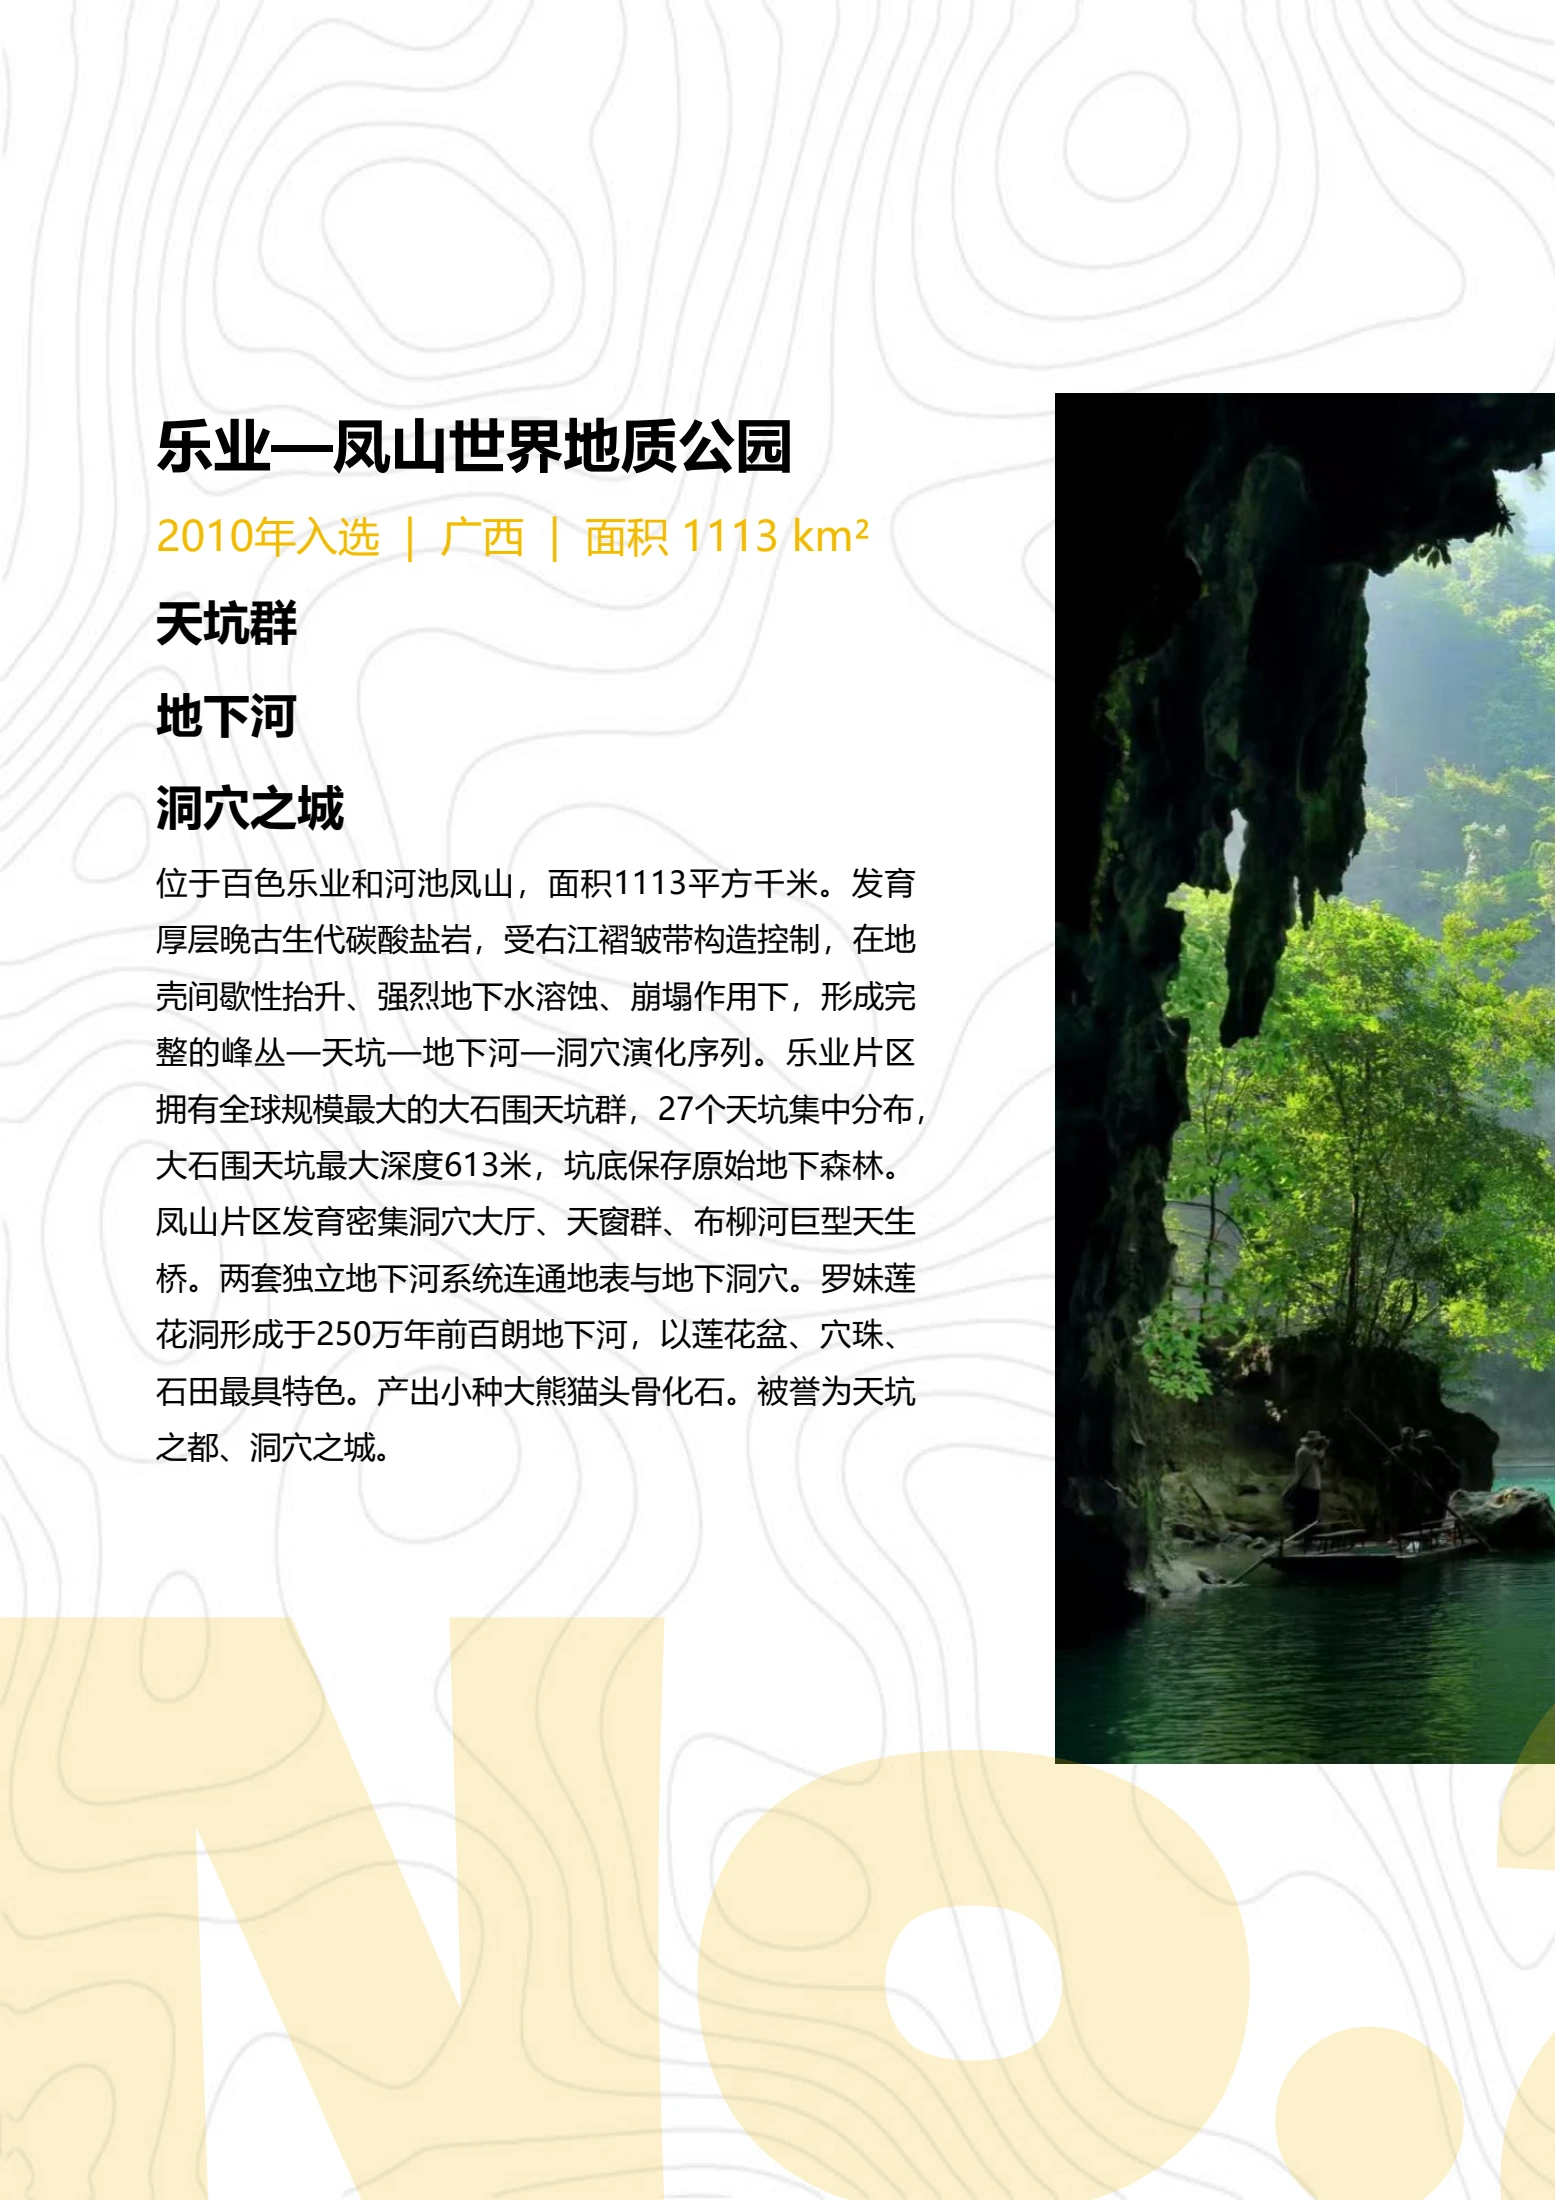 乐业—凤山世界地质公园
2010年入选 | 广西 | 面积 1113 km²
天坑群
地下河
洞穴之城
位于百色乐业和河池凤山，面积1113平方千米。发育
厚层晚古生代碳酸盐岩，受右江褶皱带构造控制，在地
壳间歇性抬升、强烈地下水溶蚀、崩塌作用下，形成完
整的峰丛—天坑—地下河—洞穴演化序列。乐业片区
拥有全球规模最大的大石围天坑群，27个天坑集中分布，
大石围天坑最大深度613米，坑底保存原始地下森林。
凤山片区发育密集洞穴大厅、天窗群、布柳河巨型天生
桥。两套独立地下河系统连通地表与地下洞穴。罗妹莲
花洞形成于250万年前百朗地下河，以莲花盆、穴珠、
石田最具特色。产出小种大熊猫头骨化石。被誉为天坑
之都、洞穴之城。
No.